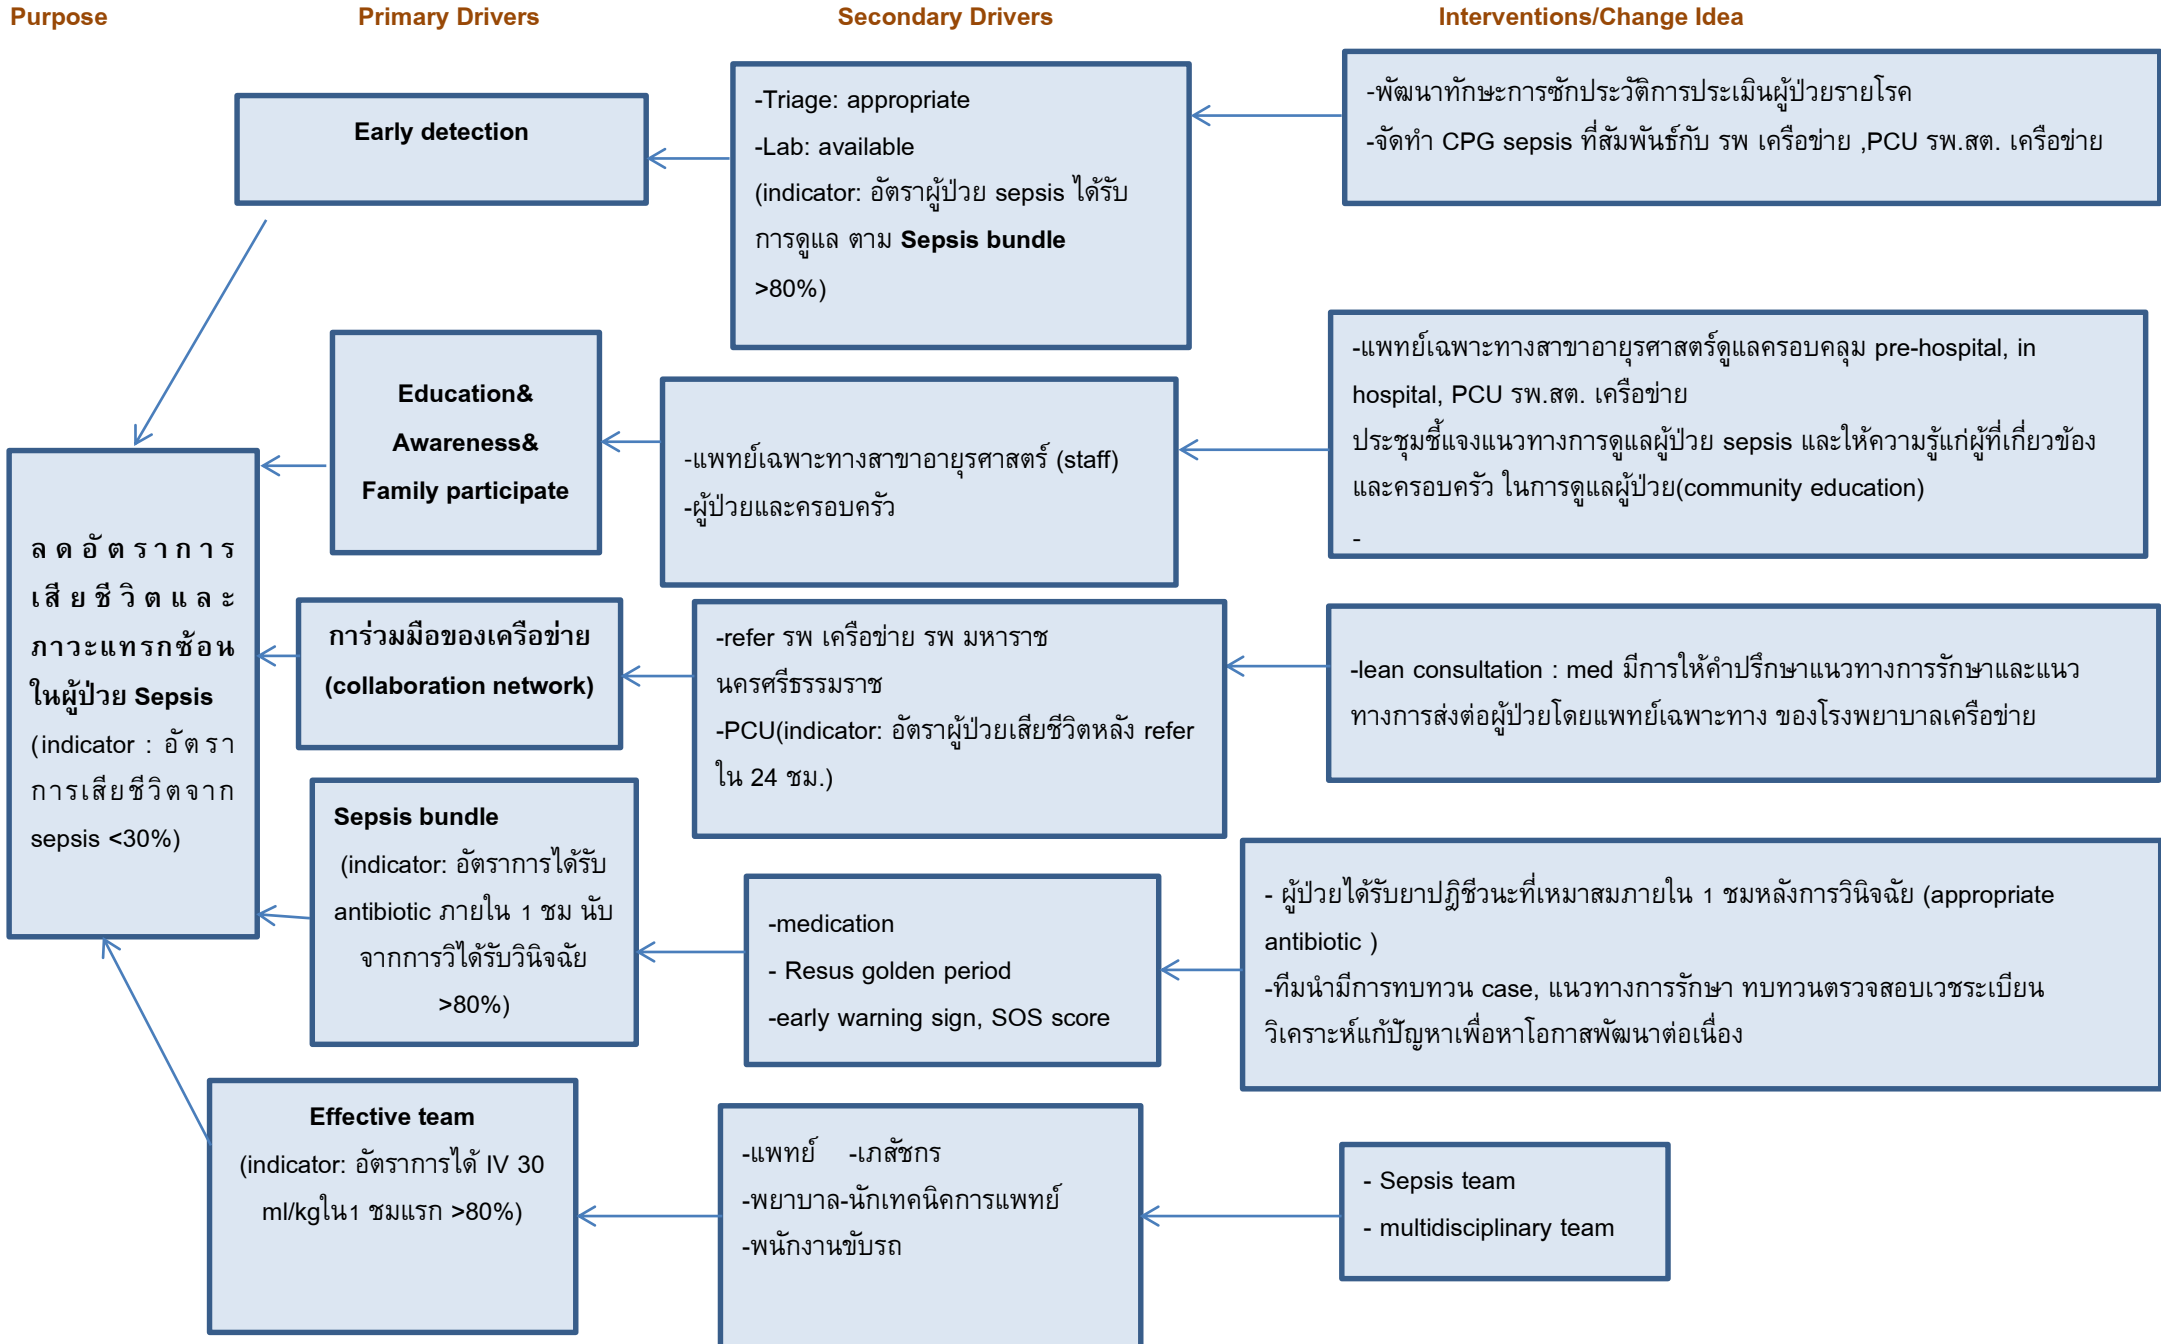 Purpose
Primary Drivers
Secondary Drivers
Interventions/Change Idea
Early detection
-Triage: appropriate
-Lab: available
(indicator: อัตราผู้ป่วย sepsis ได้รับ
การดูแล ตาม Sepsis bundle
>80%)
-พัฒนาทักษะการซักประวัติการประเมินผู้ป่วยรายโรค
-จัดทำ CPG sepsis ที่สัมพันธ์กับ รพ เครือข่าย ,PCU รพ.สต. เครือข่าย
Education&
Awareness&
Family participate
-แพทย์เฉพาะทางสาขาอายุรศาสตร์ (staff)
-ผู้ป่วยและครอบครัว
-แพทย์เฉพาะทางสาขาอายุรศาสตร์ดูแลครอบคลุม pre-hospital, in
hospital, PCU รพ.สต. เครือข่าย
ประชุมชี้แจงแนวทางการดูแลผู้ป่วย sepsis และให้ความรู้แก่ผู้ที่เกี่ยวข้อง
และครอบครัว ในการดูแลผู้ป่วย(community education)
-
ลดอัตราการ
เสียชีวิตและ
ภาวะแทรกซ้อน
ในผู้ป่วย Sepsis
(indicator : อัตรา
การเสียชีวิตจาก
sepsis <30%)
การ่วมมือของเครือข่าย
(collaboration network)
-refer รพ เครือข่าย รพ มหาราช
นครศรีธรรมราช
-PCU(indicator: อัตราผู้ป่วยเสียชีวิตหลัง refer
ใน 24 ชม.)
-lean consultation : med มีการให้คำปรึกษาแนวทางการรักษาและแนว
ทางการส่งต่อผู้ป่วยโดยแพทย์เฉพาะทาง ของโรงพยาบาลเครือข่าย
Sepsis bundle
(indicator: อัตราการได้รับ
antibiotic ภายใน 1 ชม นับ
จากการวิได้รับวินิจฉัย
>80%)
-medication
- Resus golden period
-early warning sign, SOS score
- ผู้ป่วยได้รับยาปฎิชีวนะที่เหมาสมภายใน 1 ชมหลังการวินิจฉัย (appropriate
antibiotic )
-ทีมนำมีการทบทวน case, แนวทางการรักษา ทบทวนตรวจสอบเวชระเบียน
วิเคราะห์แก้ปัญหาเพื่อหาโอกาสพัฒนาต่อเนื่อง
Effective team
(indicator: อัตราการได้ IV 30
ml/kgใน1 ชมแรก >80%)
-แพทย์ -เภสัชกร
-พยาบาล-นักเทคนิคการแพทย์
-พนักงานขับรถ
- Sepsis team
- multidisciplinary team